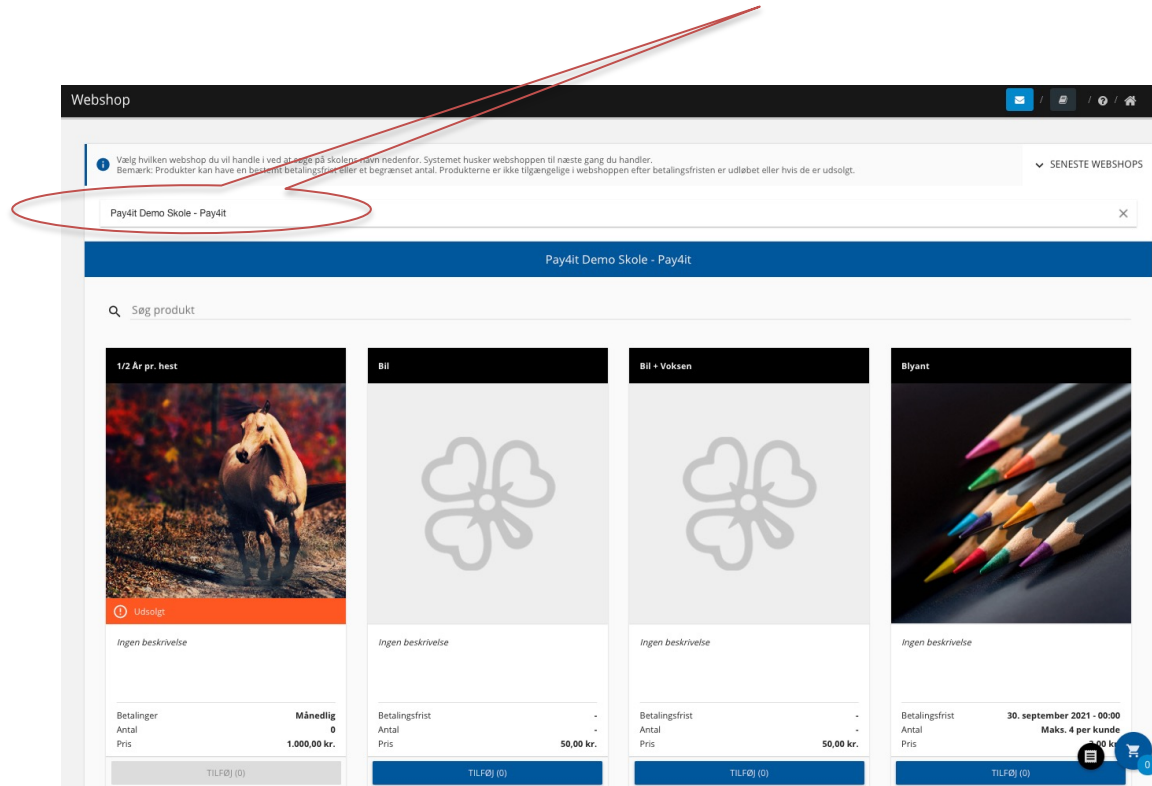 Webshop
/ / /
Vælg hvilken webshop du vil handle i ved at søge på skolens navn nedenfor. Systemet husker webshoppen til næste gang du handler.
Bemærk: Produkter kan have en bestemt betalingsfrist eller et begrænset antal. Produkterne er ikke tilgængelige i webshoppen efter betalingsfristen er udløbet eller hvis de er udsolgt.
SENESTE WEBSHOPS
Pay4it Demo Skole - Pay4it
Pay4it Demo Skole - Pay4it
Søg produkt
1/2 År pr. hest
Udsolgt
Ingen beskrivelse
Betalinger Månedlig
Antal 0
Pris 1.000,00 kr.
TILFØJ (0)
Bil
Ingen beskrivelse
Betalingsfrist -
Antal -
Pris 50,00 kr.
TILFØJ (0)
Bil + Voksen
Ingen beskrivelse
Betalingsfrist -
Antal -
Pris 50,00 kr.
TILFØJ (0)
Blyant
Ingen beskrivelse
Betalingsfrist 30. september 2021 - 00:00
Antal Maks. 4 per kunde
Pris
TILFØJ (0)
0